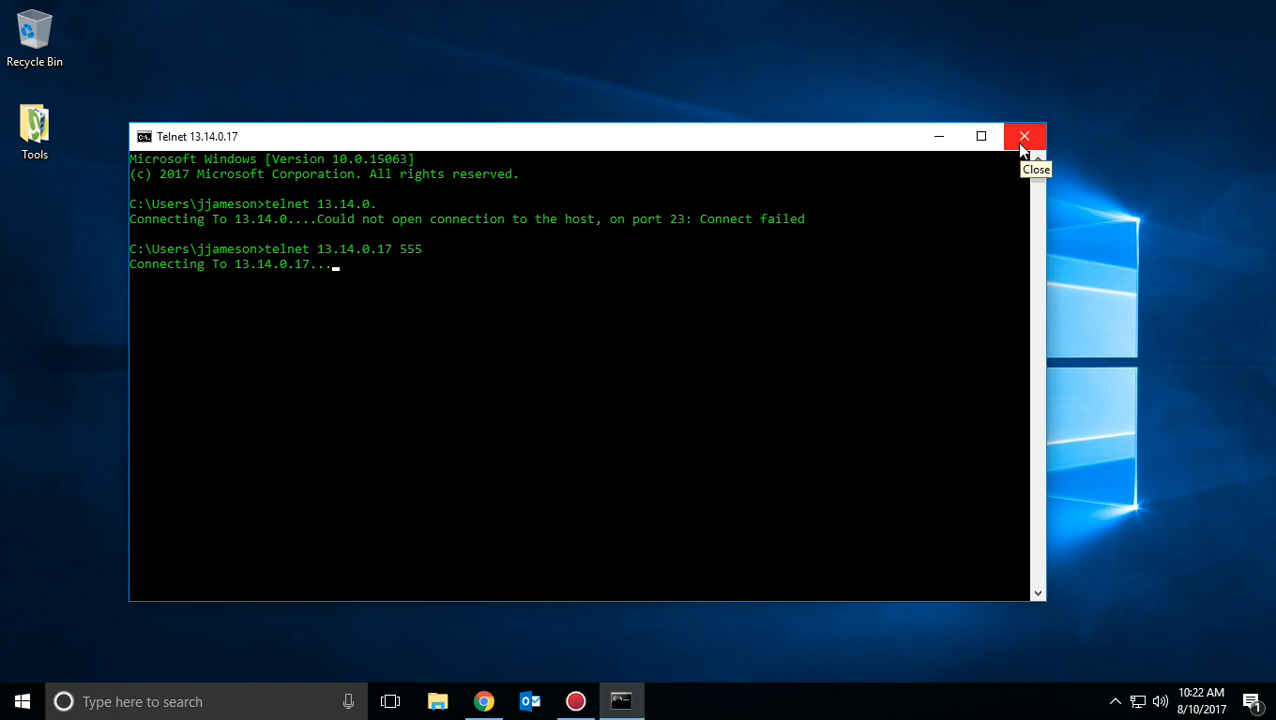 Recycle Bin
Tools
Telnet 13.14.0.17
Close
Microsoft Windows [Version 10.0.15063]
(c) 2017 Microsoft Corporation. All rights reserved.
C:\Users\jjameson>telnet 13.14.0.
Connecting To 13.14.0....Could not open connection to the host, on port 23: Connect failed
C:\Users\jjameson>telnet 13.14.0.17 555
Connecting To 13.14.0.17...
Type here to search
10:22 AM
8/10/2017
1